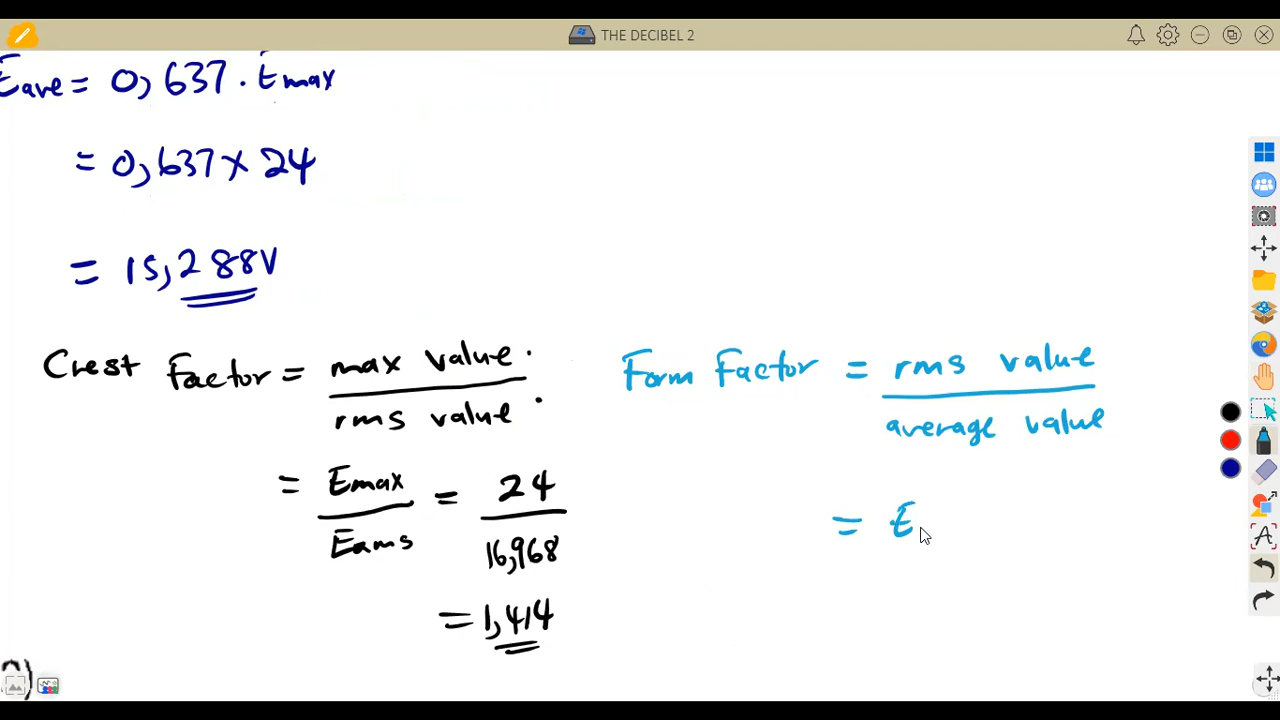 THE DECIBEL 2
Eave = 0,637 · Emax
= 0,637 x 24
= 15,288V
Crest Factor = max value.
rms value.
Form Factor = rms value
average value
= Emax
Eams
= 24
16,968
= 1,414
= E